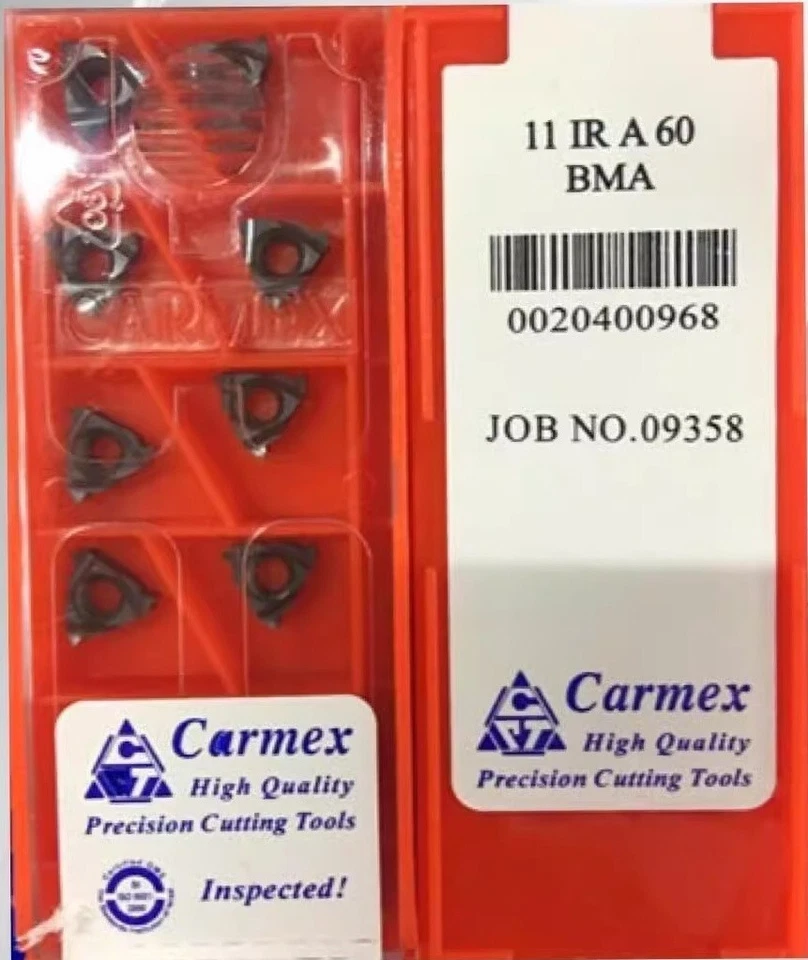 CARMEX
Carmex
High Quality
Precision Cutting Tools
Inspected!
11 IR A 60
BMA
0020400968
JOB NO.09358
Carmex
High Quality
Precision Cutting Tools